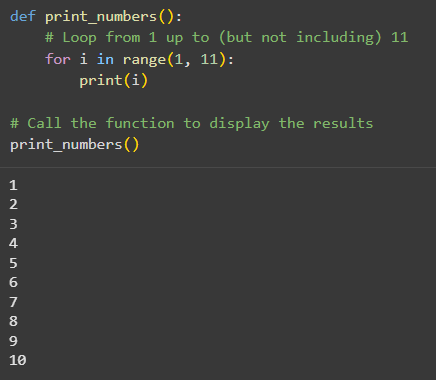 def print_numbers():
    # Loop from 1 up to (but not including) 11
    for i in range(1, 11):
        print(i)

# Call the function to display the results
print_numbers()

1
2
3
4
5
6
7
8
9
10